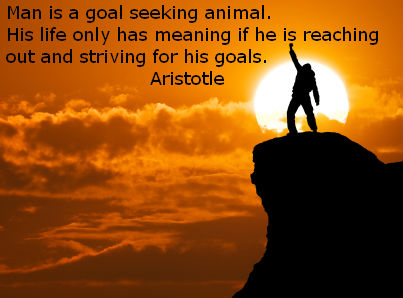 Man is a goal seeking animal.
His life only has meaning if he is reaching
out and striving for his goals.
Aristotle